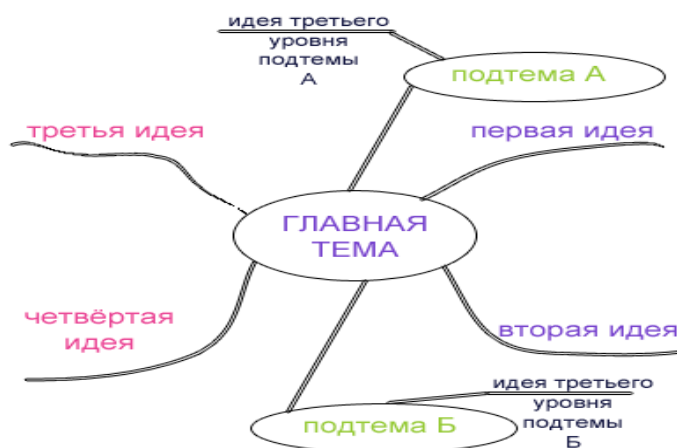 идея третьего
уровня
подтемы
А
подтема А
третья идея
первая идея
ГЛАВНАЯ
ТЕМА
четвёртая
идея
вторая идея
идея третьего
уровня
подтемы
Б
подтема Б